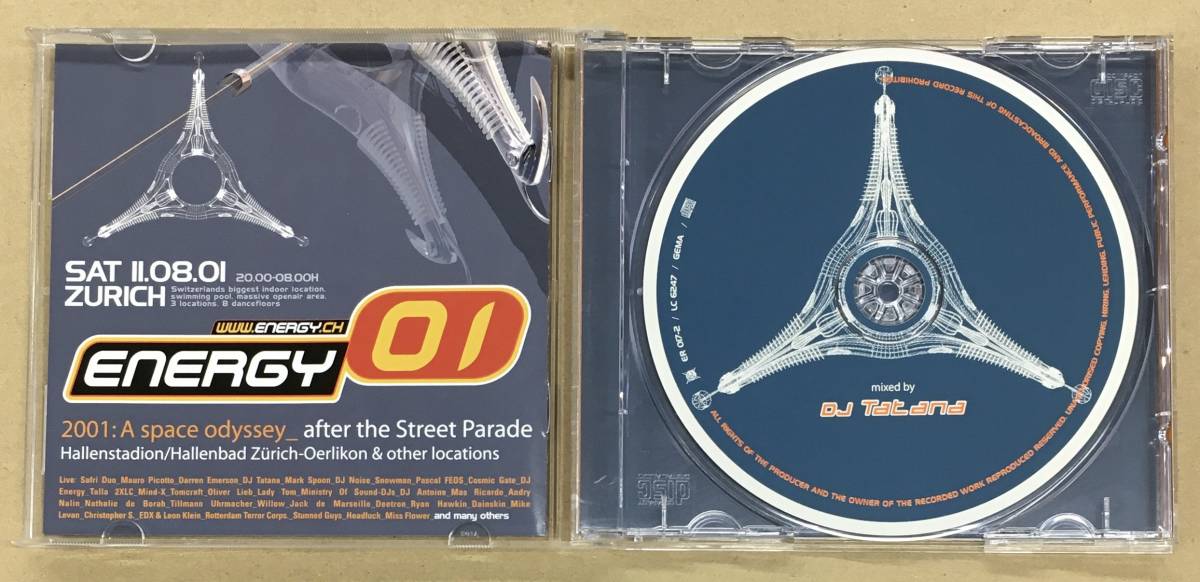 SAT 11.08.01 20.00-08.00H
ZURICH Switzerlands biggest indoor location.
swimming pool. massive openair area.
3 locations. 8 dancefloors
www.ENERGY.CH
ENERGY 01
2001: A space odyssey_ after the Street Parade
Hallenstadion/Hallenbad Zürich-Oerlikon & other locations
Live: Safri Duo_Mauro Picotto_Darren Emerson_DJ Tatana_Mark Spoon_DJ Noise_Snowman_Pascal FEOS_Cosmic Gate_DJ
Energy_Talla 2XLC_Mind-X_Tomcraft_Oliver Lieb_Lady Tom_Ministry Of Sound-DJs_DJ Antoine_Mas Ricardo_Andry
Nalin_Nathalie de Borah_Tillmann Uhrmacher_Willow_Jack de Marseille_Deetron_Ryan Hawkin_Dainskin_Mike
Levan_Christopher S._EDX & Leon Klein_Rotterdam Terror Corps._Stunned Guys_Headfuck_Miss Flower_and many others
ER 017-2 / LC 6247 / GEMA /
mixed by
DJ Tatana
ALL RIGHTS OF THE PRODUCER AND THE OWNER OF THE RECORDED WORK REPRODUCED RESERVED. UNAUTHORISED COPYING, HIRING, LENDING, PUBLIC PERFORMANCE AND BROADCASTING OF THIS RECORD PROHIBITED